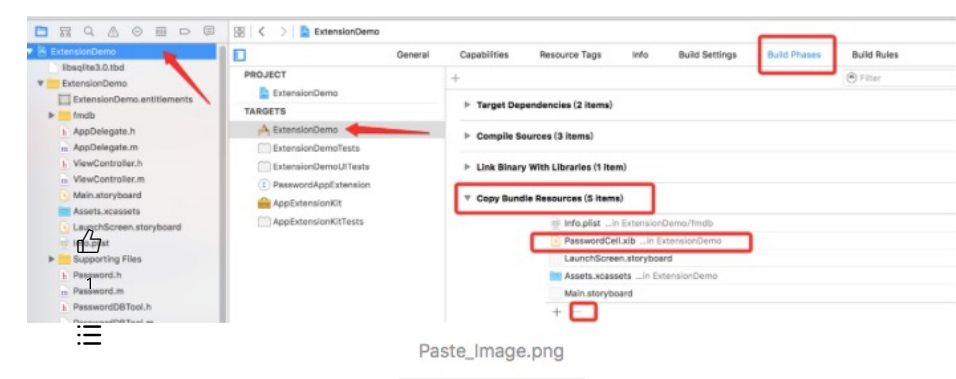 ExtensionDemo
General
Capabilities
Resource Tags
Info
Build Settings
Build Phases
Build Rules
Filter
ExtensionDemo
libsqlite3.0.tbd
ExtensionDemo
ExtensionDemo.entitlements
fmdb
AppDelegate.h
AppDelegate.m
ViewController.h
ViewController.m
Main.storyboard
Assets.xcassets
LaunchScreen.storyboard
Supporting Files
Password.h
1
Password.m
PasswordDBTool.h
PROJECT
ExtensionDemo
TARGETS
ExtensionDemo
ExtensionDemoTests
ExtensionDemoUITests
PasswordAppExtension
AppExtensionKit
AppExtensionKitTests
Target Dependencies (2 items)
Compile Sources (3 items)
Link Binary With Libraries (1 item)
Copy Bundle Resources (5 items)
Info.plist ...in ExtensionDemo/fmdb
PasswordCell.xib ...in ExtensionDemo
LaunchScreen.storyboard
Assets.xcassets ...in ExtensionDemo
Main.storyboard
Paste_Image.png